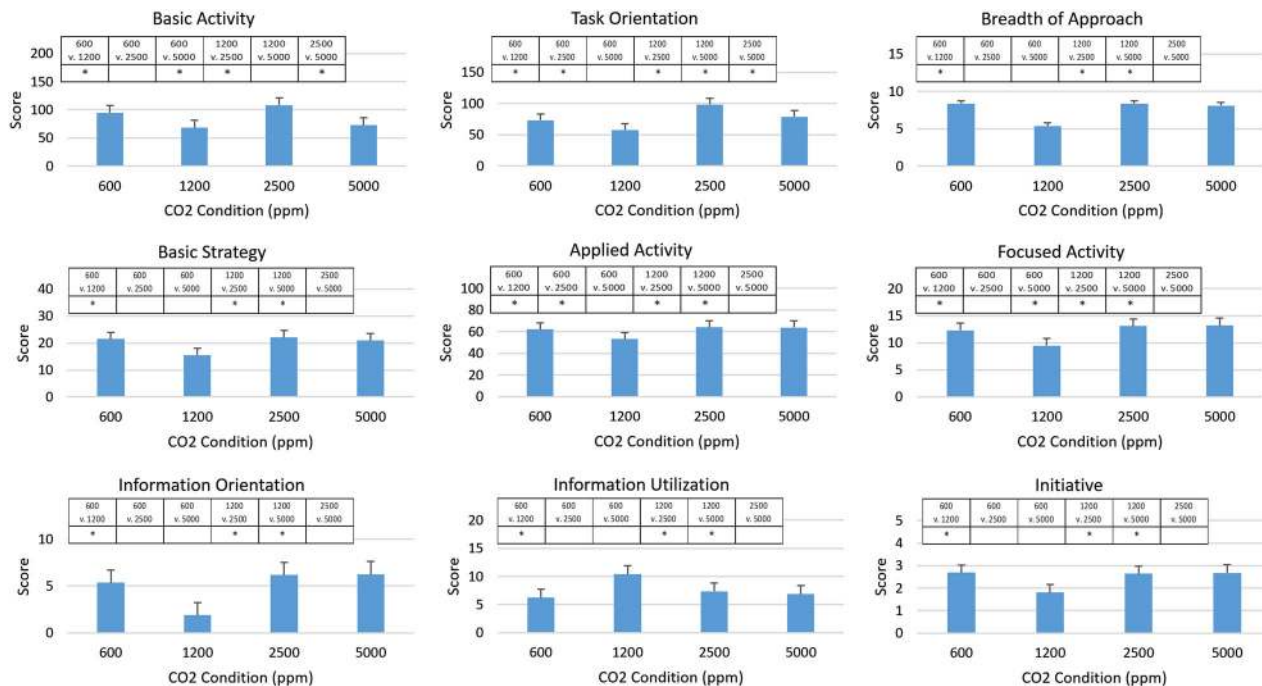 Basic Activity
600 600 600 1200 1200 2500
v. 1200 v. 2500 v. 5000 v. 2500 v. 5000 v. 5000
* * * *
200
150
100
50
0
Score
600 1200 2500 5000
CO2 Condition (ppm)
Task Orientation
600 600 600 1200 1200 2500
v. 1200 v. 2500 v. 5000 v. 2500 v. 5000 v. 5000
* * * * *
150
100
50
0
Score
600 1200 2500 5000
CO2 Condition (ppm)
Breadth of Approach
600 600 600 1200 1200 2500
v. 1200 v. 2500 v. 5000 v. 2500 v. 5000 v. 5000
* * *
15
10
5
0
Score
600 1200 2500 5000
CO2 Condition (ppm)
Basic Strategy
600 600 600 1200 1200 2500
v. 1200 v. 2500 v. 5000 v. 2500 v. 5000 v. 5000
* * *
40
30
20
10
0
Score
600 1200 2500 5000
CO2 Condition (ppm)
Applied Activity
600 600 600 1200 1200 2500
v. 1200 v. 2500 v. 5000 v. 2500 v. 5000 v. 5000
* * * *
100
80
60
40
20
0
Score
600 1200 2500 5000
CO2 Condition (ppm)
Focused Activity
600 600 600 1200 1200 2500
v. 1200 v. 2500 v. 5000 v. 2500 v. 5000 v. 5000
* * * *
20
15
10
5
0
Score
600 1200 2500 5000
CO2 Condition (ppm)
Information Orientation
600 600 600 1200 1200 2500
v. 1200 v. 2500 v. 5000 v. 2500 v. 5000 v. 5000
* * *
10
5
0
Score
600 1200 2500 5000
CO2 Condition (ppm)
Information Utilization
600 600 600 1200 1200 2500
v. 1200 v. 2500 v. 5000 v. 2500 v. 5000 v. 5000
* * *
20
15
10
5
0
Score
600 1200 2500 5000
CO2 Condition (ppm)
Initiative
600 600 600 1200 1200 2500
v. 1200 v. 2500 v. 5000 v. 2500 v. 5000 v. 5000
* * *
5
4
3
2
1
0
Score
600 1200 2500 5000
CO2 Condition (ppm)